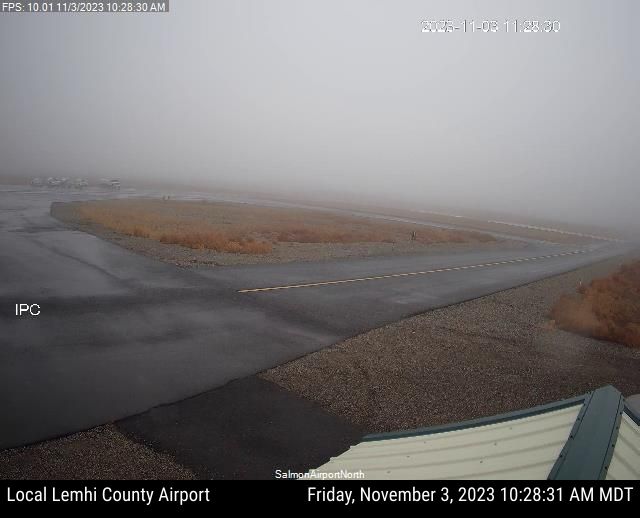 FPS: 10.01 11/3/2023 10:28:30 AM
2023-11-03 11:28:30
IPC
SalmonAirportNorth
Local Lemhi County Airport Friday, November 3, 2023 10:28:31 AM MDT